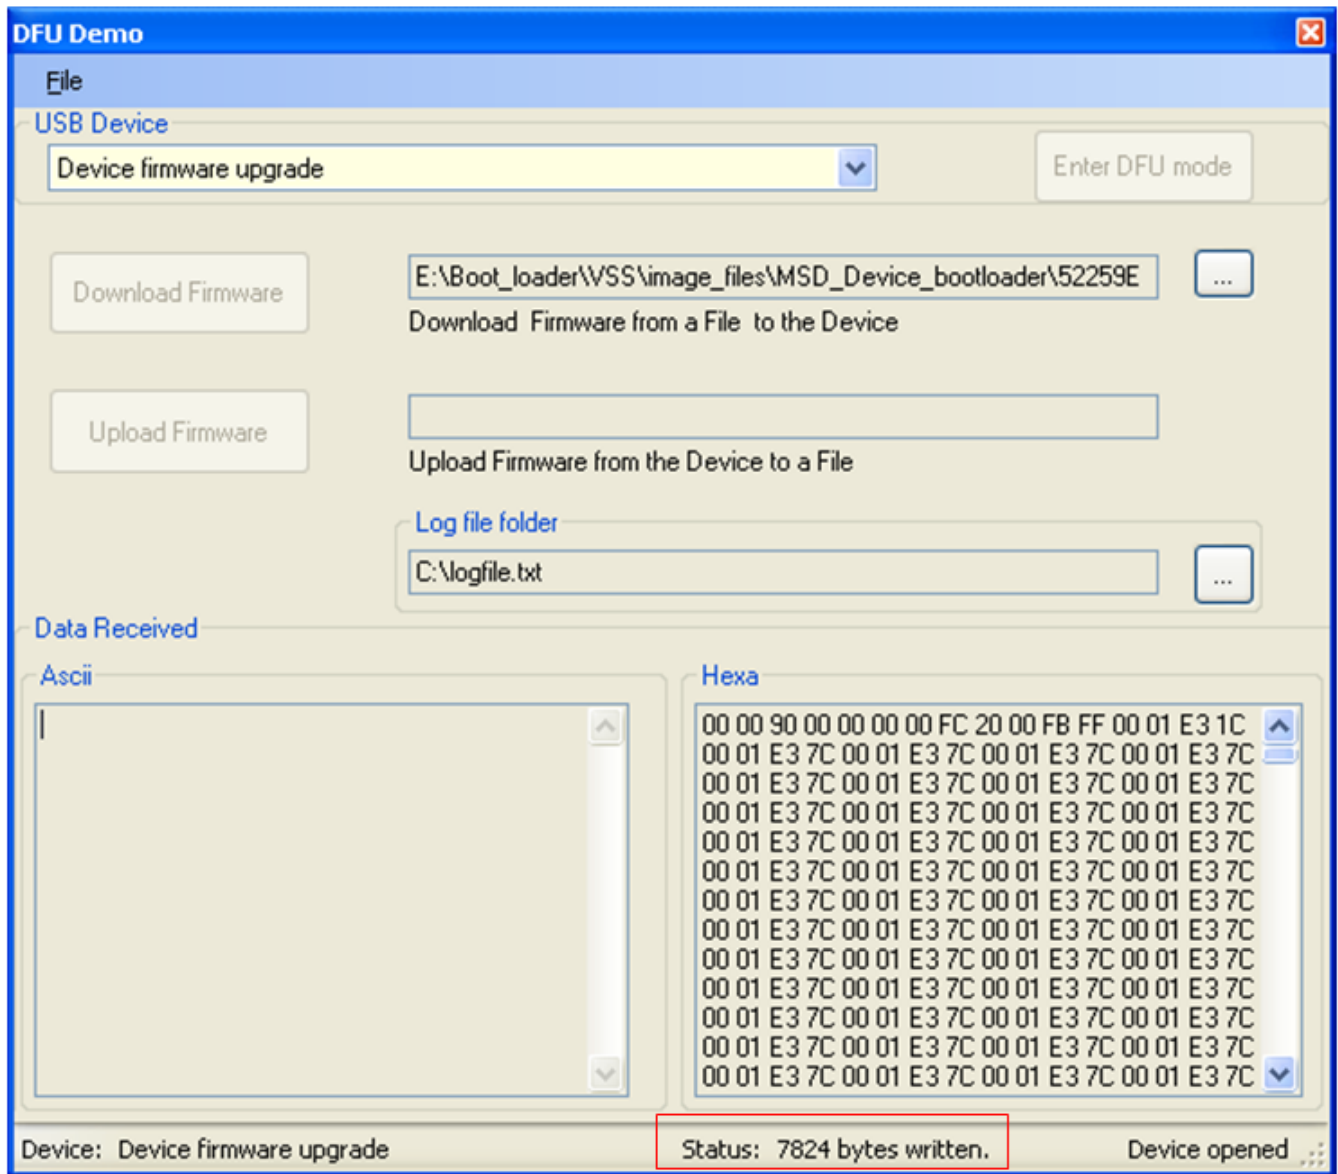 DFU Demo
File
USB Device
Device firmware upgrade
Enter DFU mode
Download Firmware
E:\Boot_loader\VSS\image_files\MSD_Device_bootloader\52259E
...
Download  Firmware from a File  to the Device
Upload Firmware
Upload Firmware from the Device to a File
Log file folder
C:\logfile.txt
...
Data Received
Ascii
Hexa
00 00 90 00 00 00 00 FC 20 00 FB FF 00 01 E3 1C
00 01 E3 7C 00 01 E3 7C 00 01 E3 7C 00 01 E3 7C
00 01 E3 7C 00 01 E3 7C 00 01 E3 7C 00 01 E3 7C
00 01 E3 7C 00 01 E3 7C 00 01 E3 7C 00 01 E3 7C
00 01 E3 7C 00 01 E3 7C 00 01 E3 7C 00 01 E3 7C
00 01 E3 7C 00 01 E3 7C 00 01 E3 7C 00 01 E3 7C
00 01 E3 7C 00 01 E3 7C 00 01 E3 7C 00 01 E3 7C
00 01 E3 7C 00 01 E3 7C 00 01 E3 7C 00 01 E3 7C
00 01 E3 7C 00 01 E3 7C 00 01 E3 7C 00 01 E3 7C
00 01 E3 7C 00 01 E3 7C 00 01 E3 7C 00 01 E3 7C
00 01 E3 7C 00 01 E3 7C 00 01 E3 7C 00 01 E3 7C
00 01 E3 7C 00 01 E3 7C 00 01 E3 7C 00 01 E3 7C
00 01 E3 7C 00 01 E3 7C 00 01 E3 7C 00 01 E3 7C
Device:  Device firmware upgrade
Status:  7824 bytes written.
Device opened